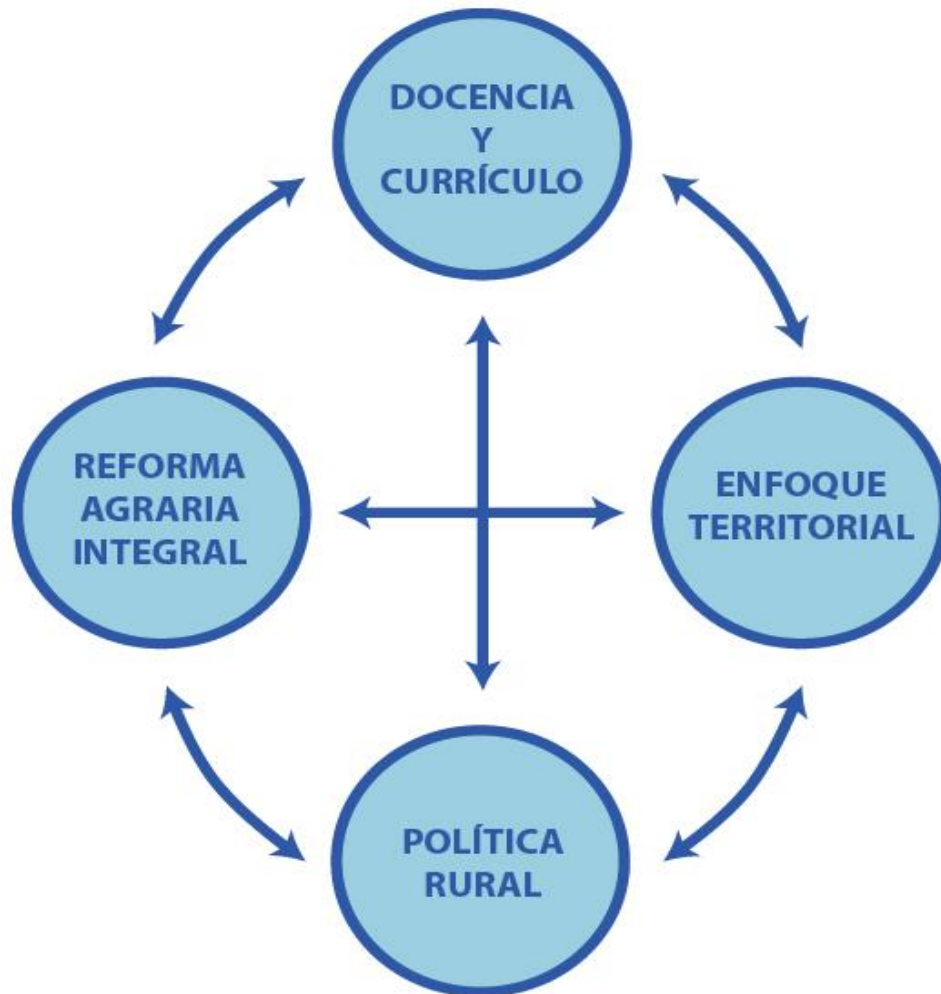 DOCENCIA
Y
CURRÍCULO
REFORMA
AGRARIA
INTEGRAL
ENFOQUE
TERRITORIAL
POLÍTICA
RURAL